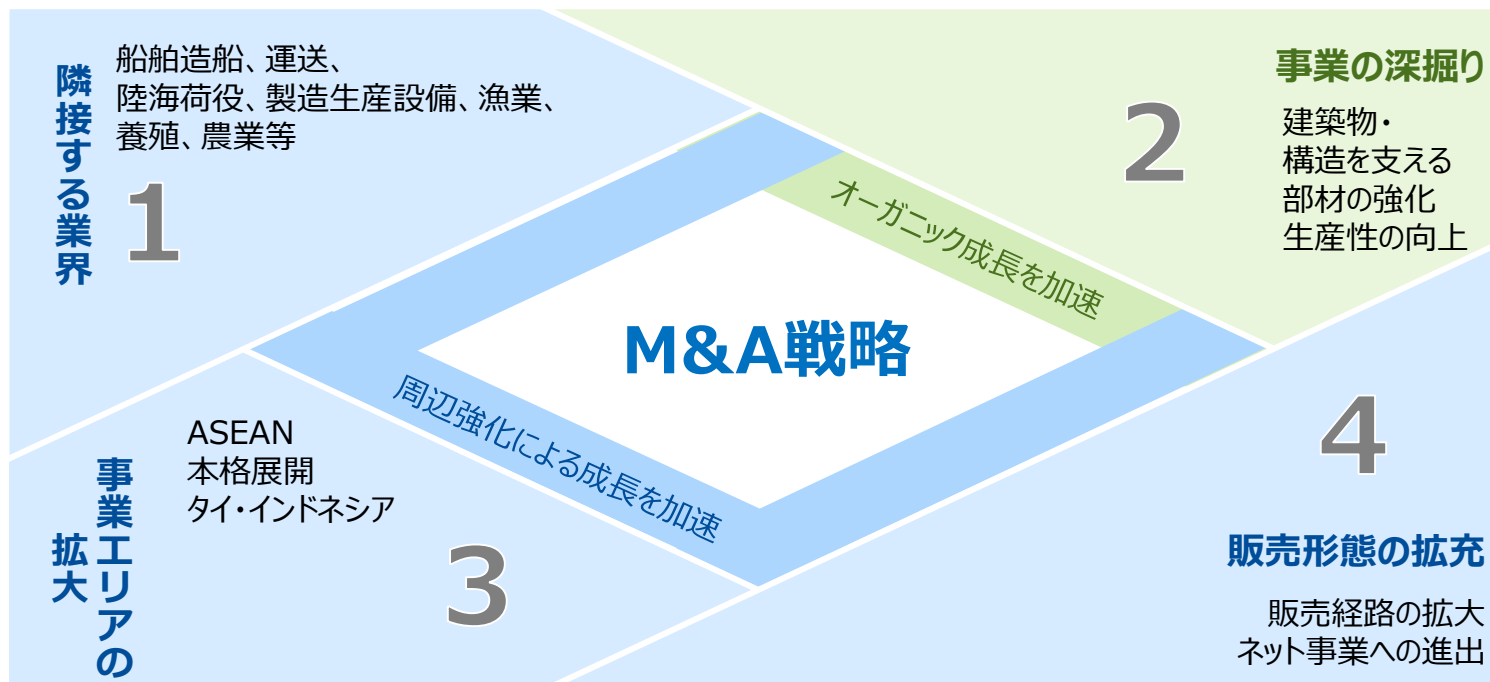 隣接する業界
船舶造船、運送、
陸海荷役、製造生産設備、漁業、
養殖、農業等
1
事業の深掘り
2
建築物・
構造を支える
部材の強化
生産性の向上
オーガニック成長を加速
M&A戦略
周辺強化による成長を加速
事業エリアの
拡大
ASEAN
本格展開
タイ・インドネシア
3
4
販売形態の拡充
販売経路の拡大
ネット事業への進出